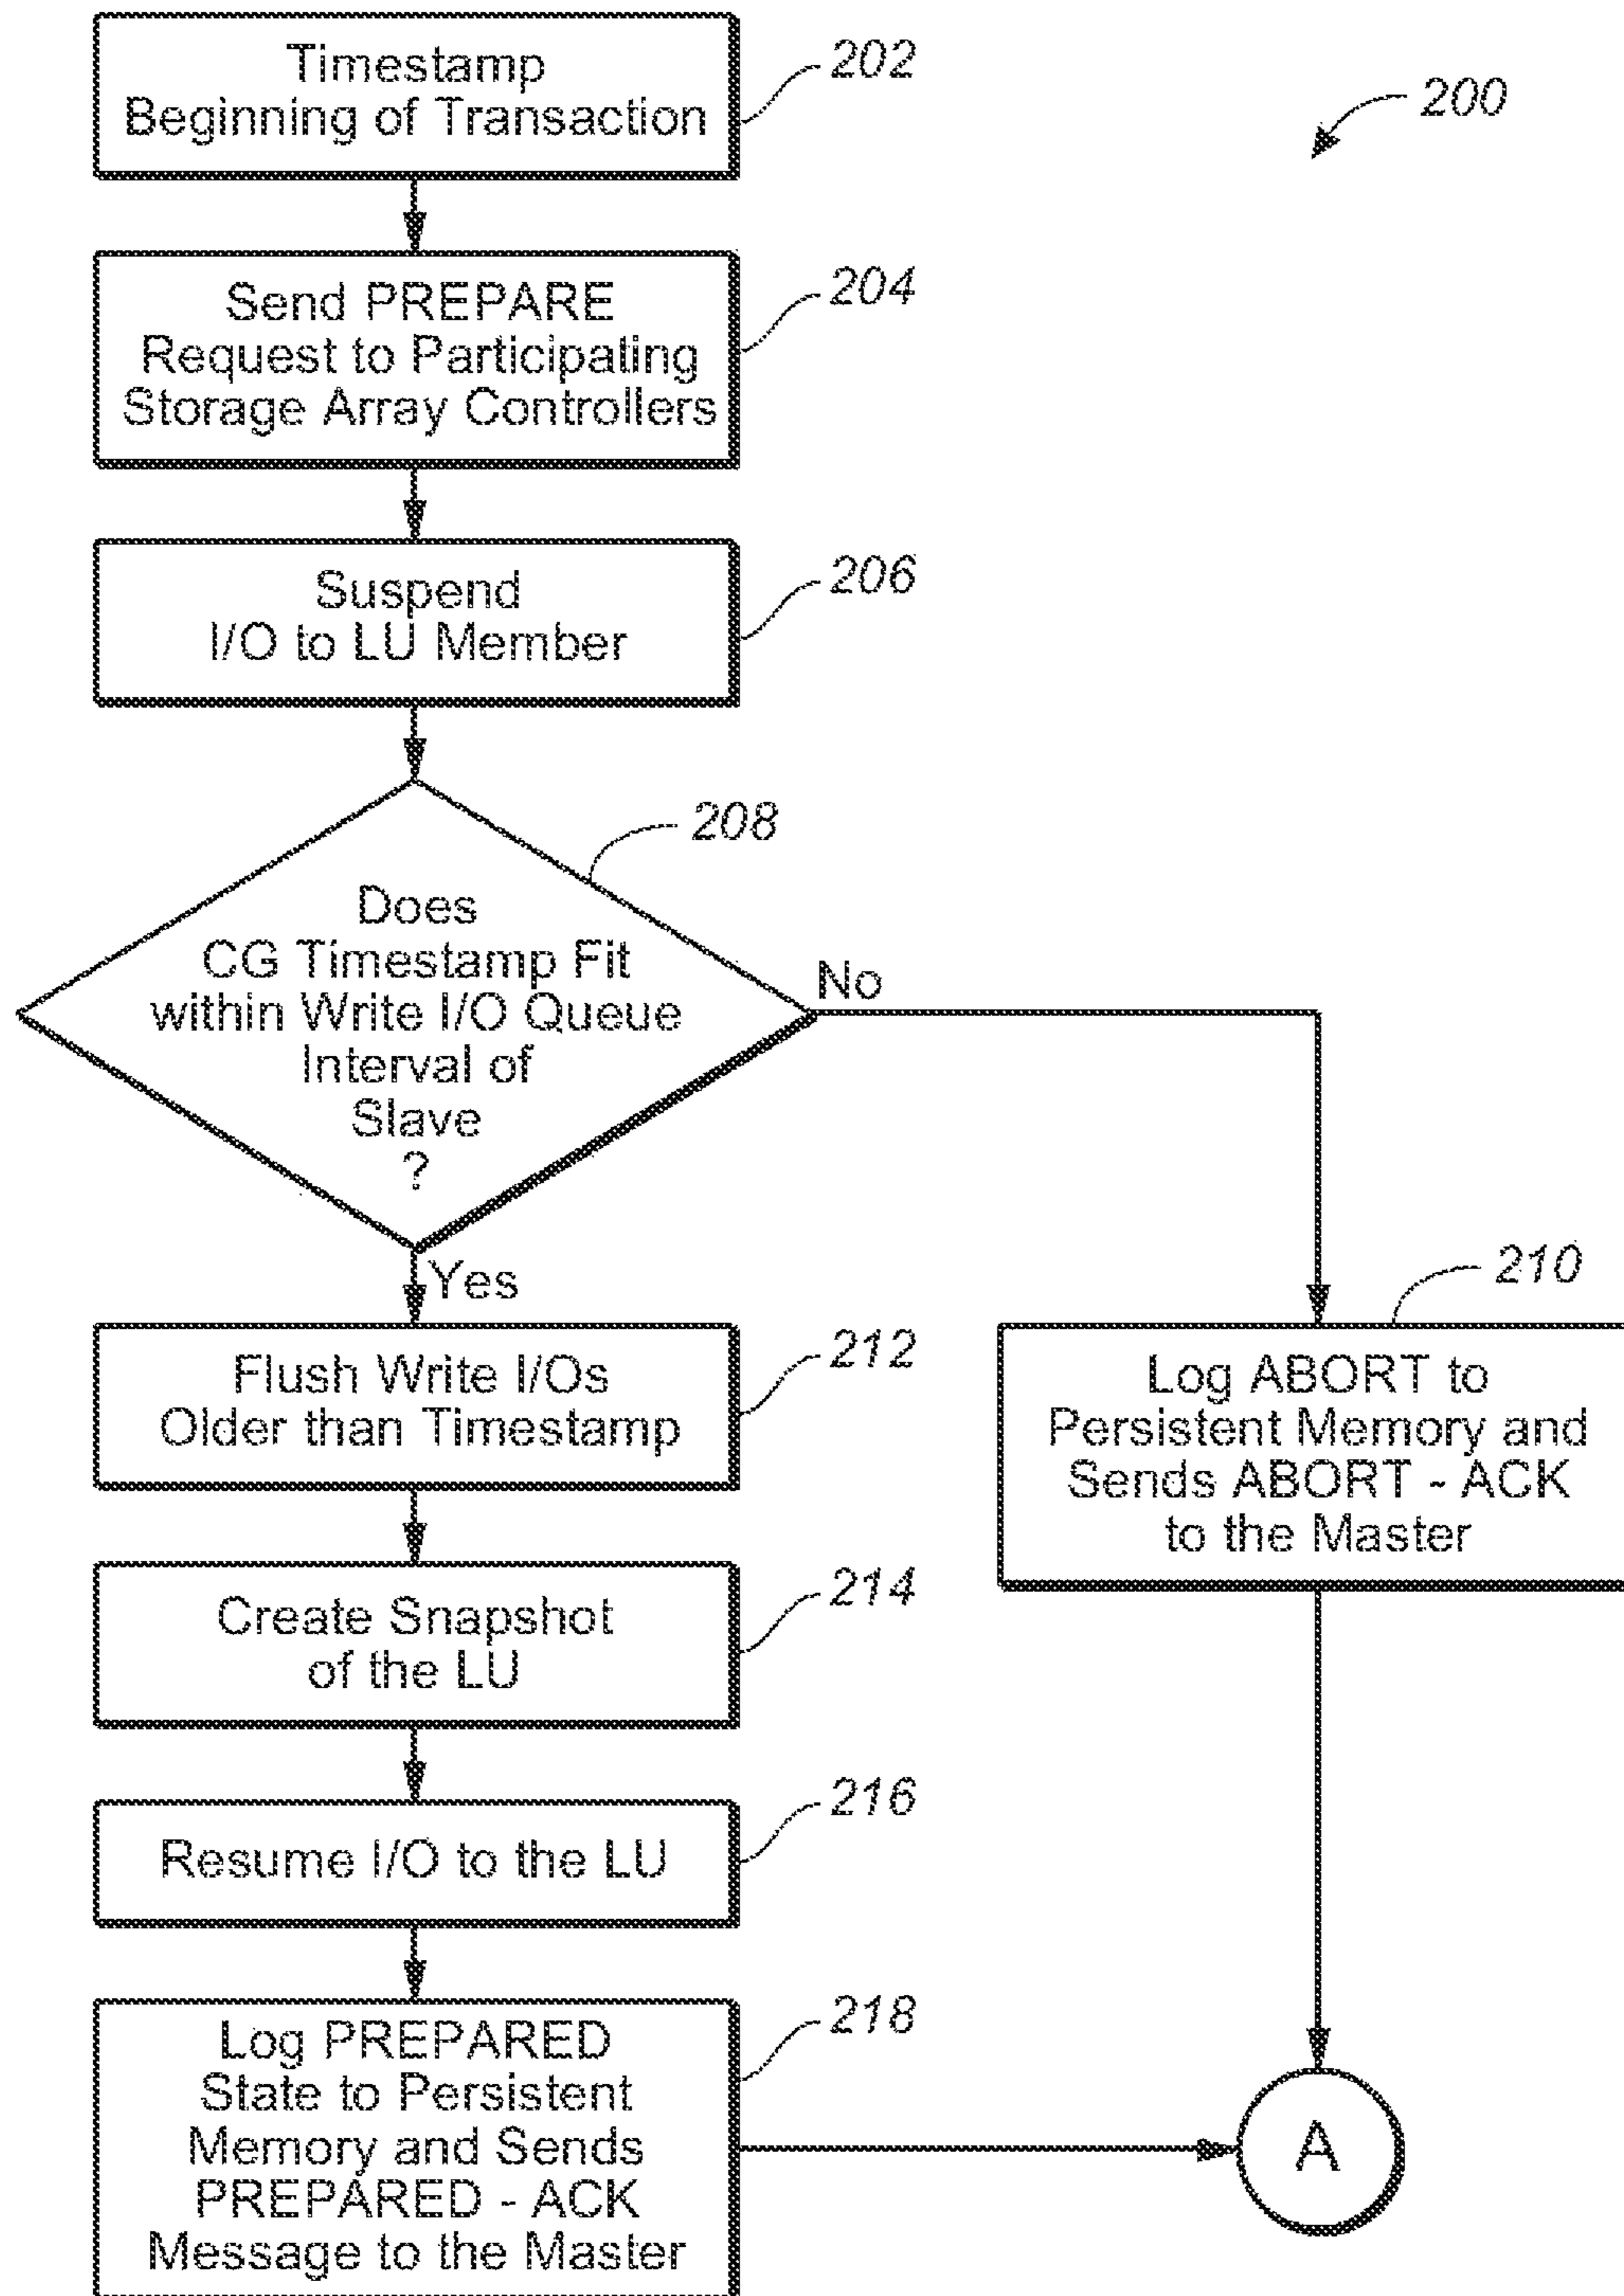 Timestamp
Beginning of Transaction
202
200
Send PREPARE
Request to Participating
Storage Array Controllers
204
Suspend
I/O to LU Member
206
208
Does
CG Timestamp Fit
within Write I/O Queue
Interval of
Slave
?
No
Yes
210
Flush Write I/Os
Older than Timestamp
212
Log ABORT to
Persistent Memory and
Sends ABORT - ACK
to the Master
Create Snapshot
of the LU
214
Resume I/O to the LU
216
Log PREPARED
State to Persistent
Memory and Sends
PREPARED - ACK
Message to the Master
218
A